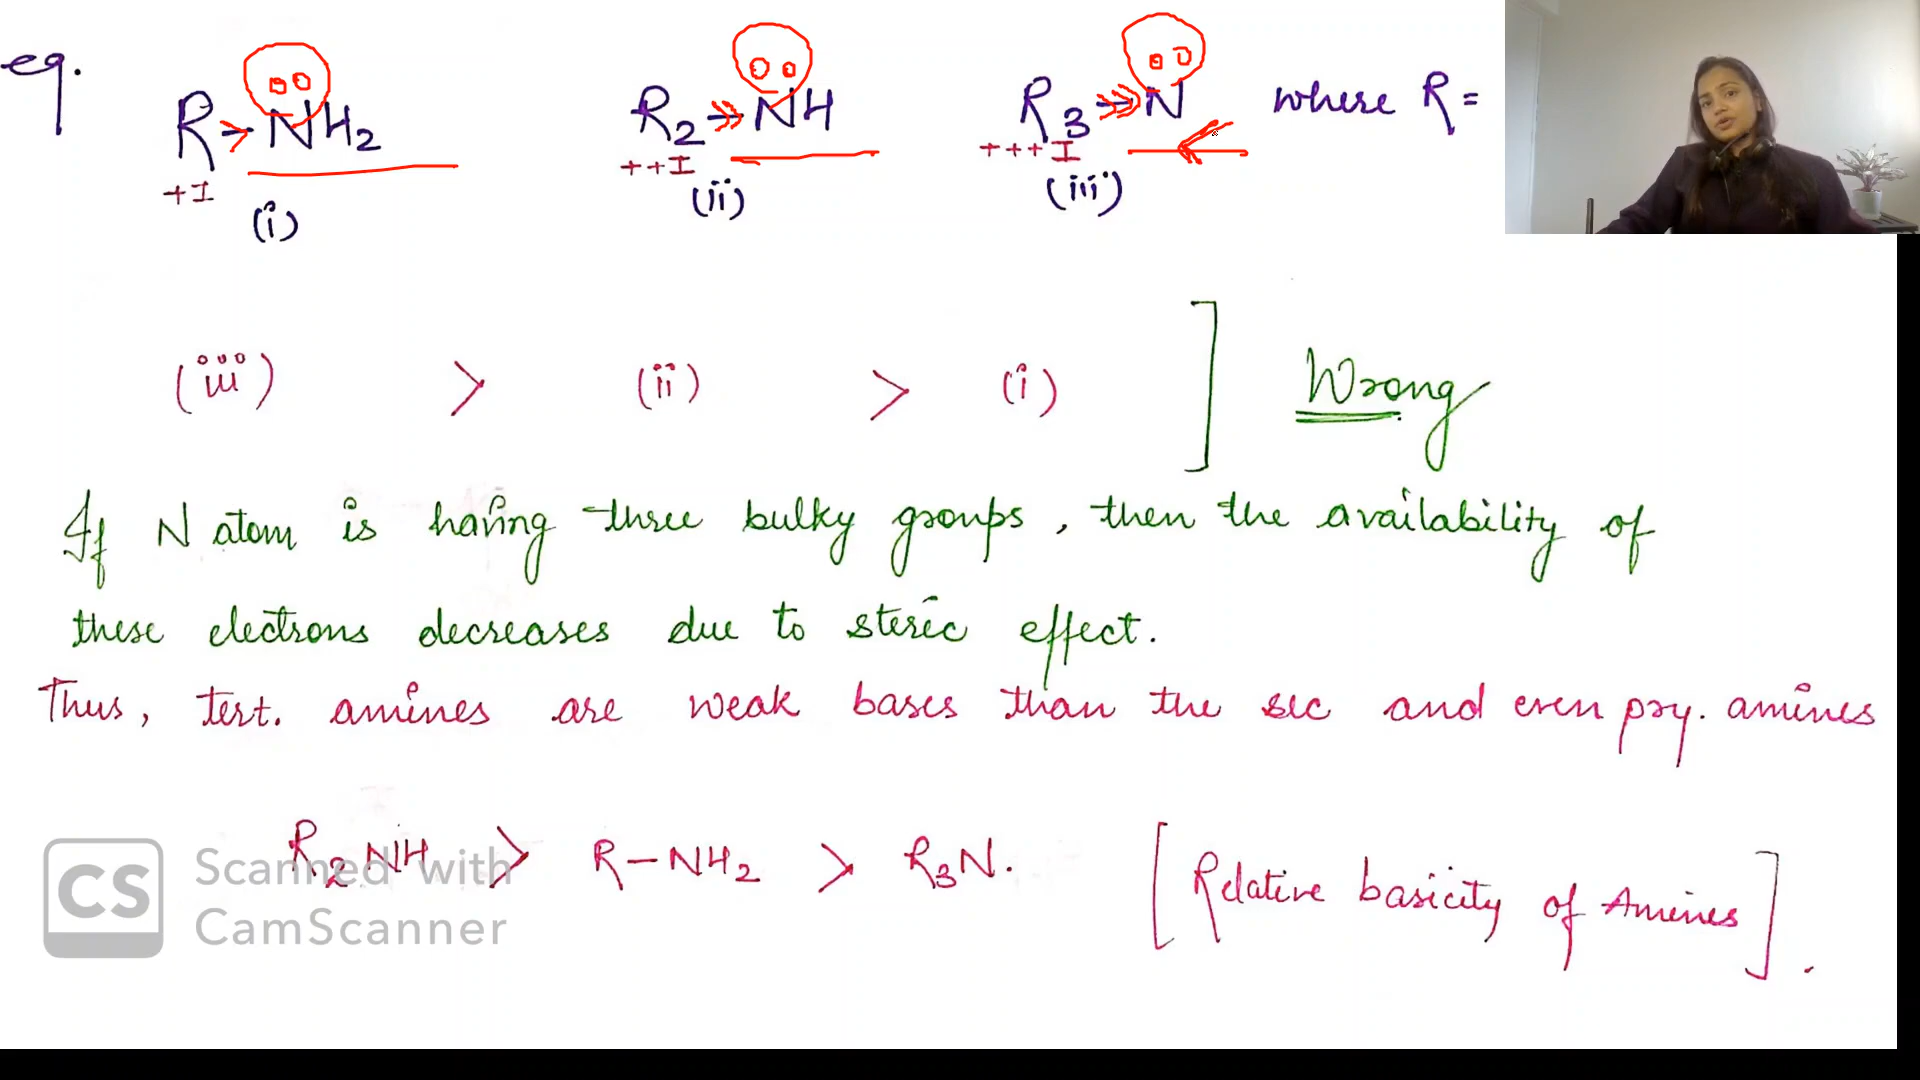 eg. R-NH2 R2-NH R3-N where R =
+I ++I +++I
(i) (ii) (iii)
(iii) > (ii) > (i) ] Wrong
If N atom is having three bulky groups, then the availability of
these electrons decreases due to steric effect.
Thus, tert. amines are weak bases than the sec and even pry. amines
R2NH > R-NH2 > R3N. [Relative basicity of Amines].
CS Scanned with
CamScanner